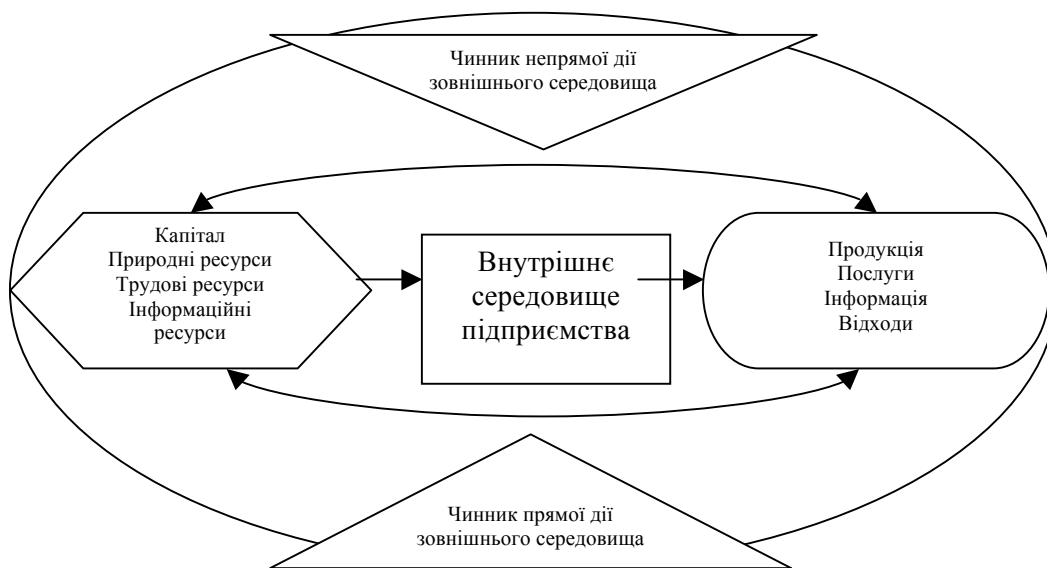 Чинник непрямої дії
зовнішнього середовища
Капітал
Природні ресурси
Трудові ресурси
Інформаційні
ресурси
Внутрішнє
середовище
підприємства
Продукція
Послуги
Інформація
Відходи
Чинник прямої дії
зовнішнього середовища